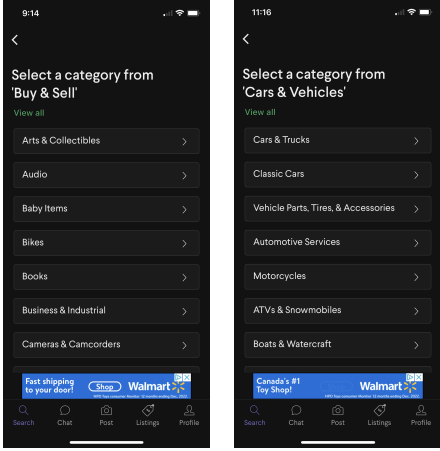 9:14
Select a category from
'Buy & Sell'
View all
Arts & Collectibles
Audio
Baby Items
Bikes
Books
Business & Industrial
Cameras & Camcorders
Fast shipping
to your door!
Shop
Walmart
Search
Chat
Post
Listings
Profile
11:16
Select a category from
'Cars & Vehicles'
View all
Cars & Trucks
Classic Cars
Vehicle Parts, Tires, & Accessories
Automotive Services
Motorcycles
ATVs & Snowmobiles
Boats & Watercraft
Canada's #1
Toy Shop!
Walmart
Search
Chat
Post
Listings
Profile